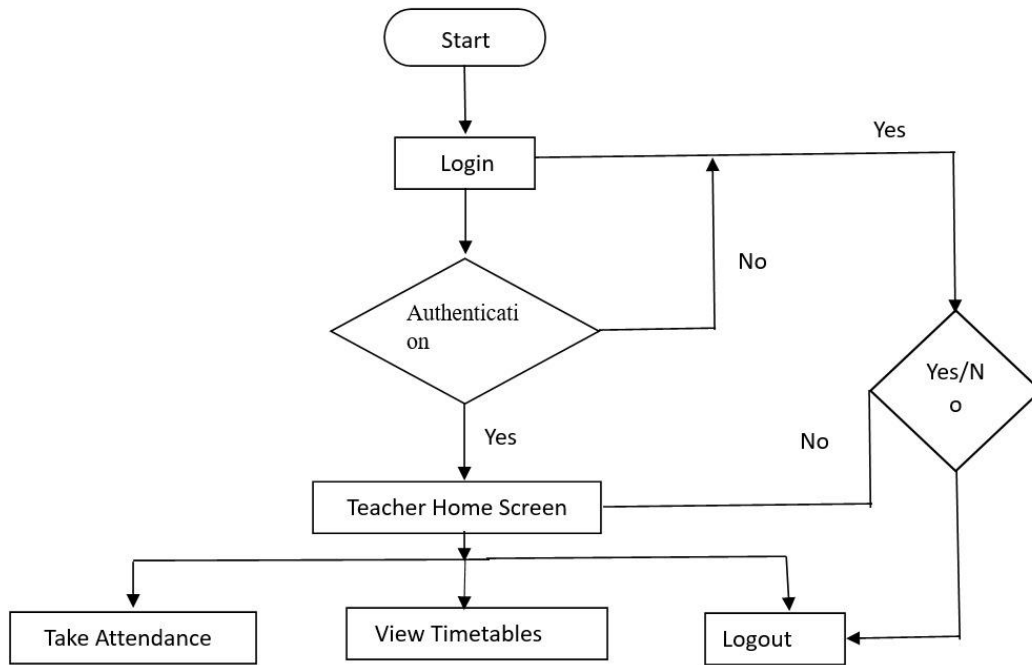 Start
Yes
Login
No
Authenticati
on
Yes/N
o
Yes
No
Teacher Home Screen
Take Attendance
View Timetables
Logout